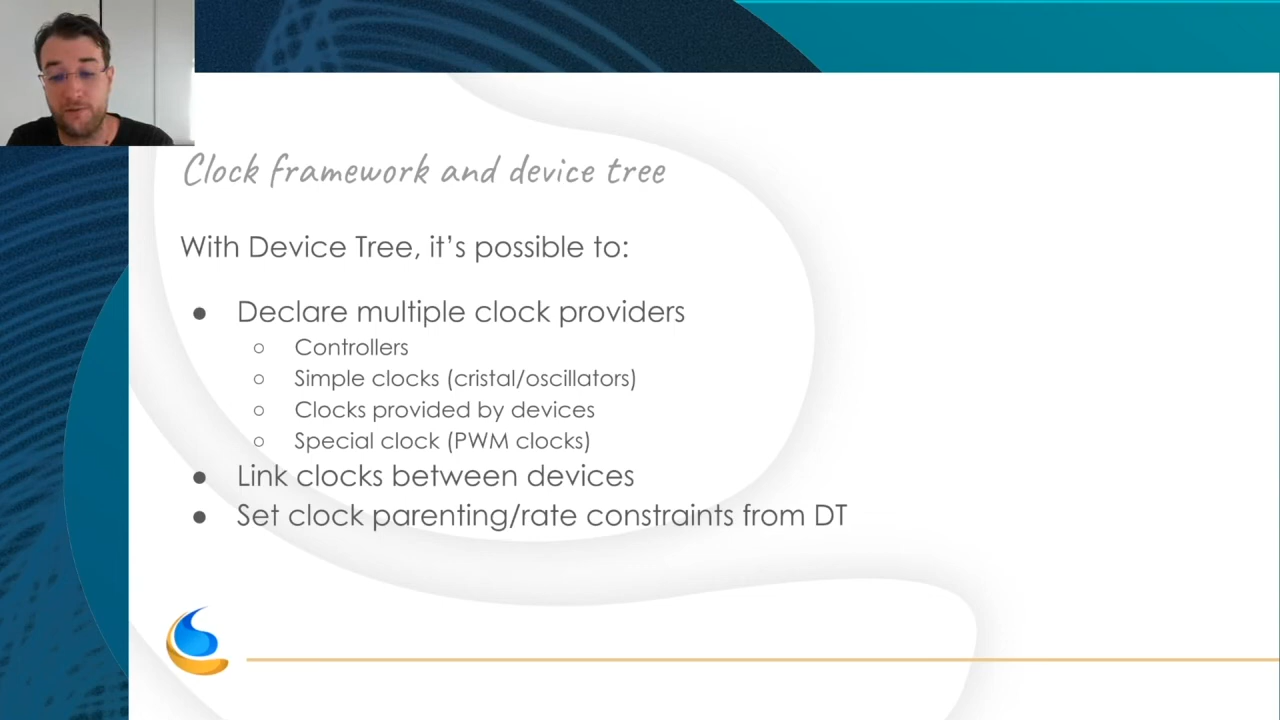 Clock framework and device tree
With Device Tree, it's possible to:
● Declare multiple clock providers
○ Controllers
○ Simple clocks (cristal/oscillators)
○ Clocks provided by devices
○ Special clock (PWM clocks)
● Link clocks between devices
● Set clock parenting/rate constraints from DT